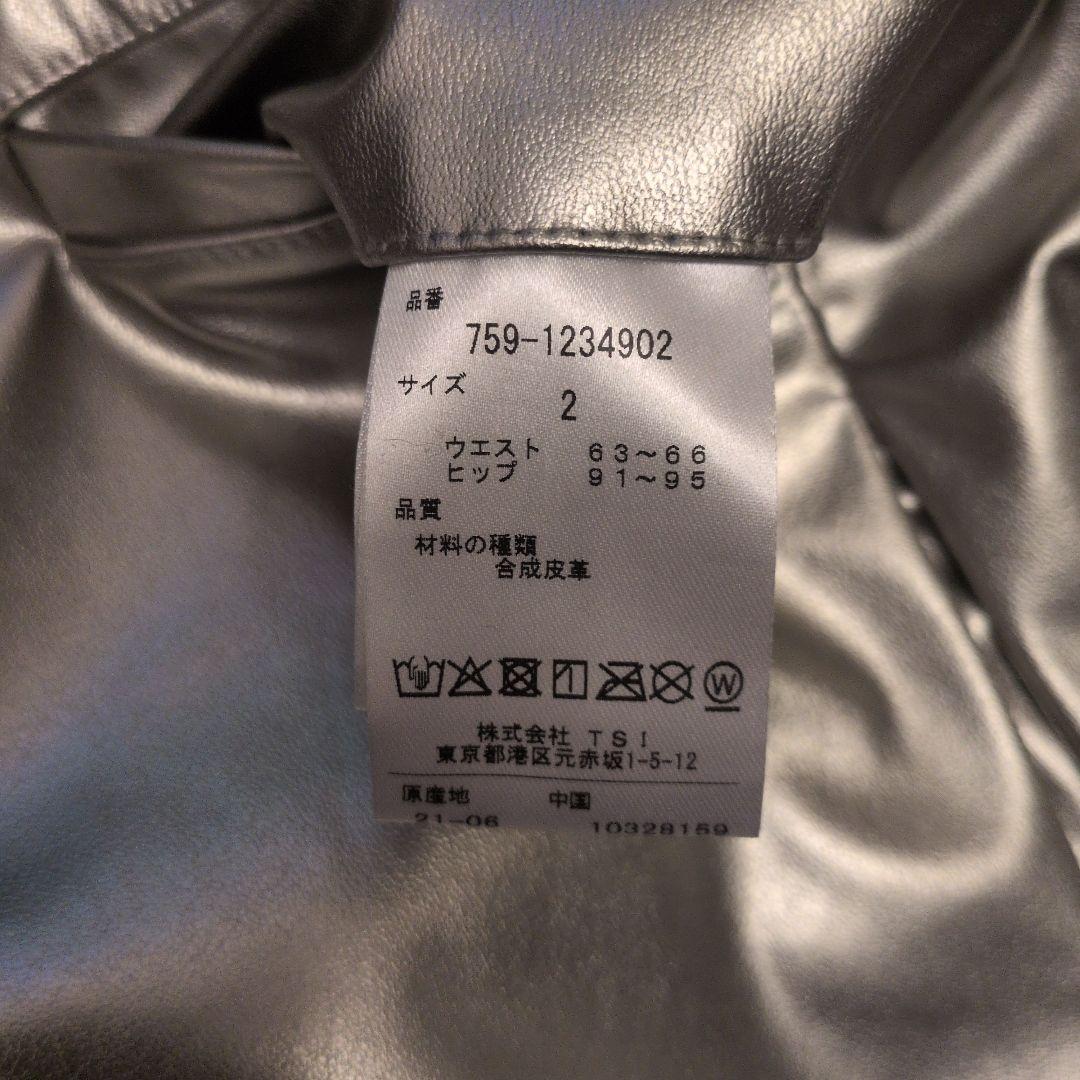 品番
759-1234902
サイズ
2
ウエスト 63～66
ヒップ 91～95
品質
材料の種類
合成皮革
W
株式会社 TSI
東京都港区元赤坂1-5-12
原産地 中国
21-06 10328159